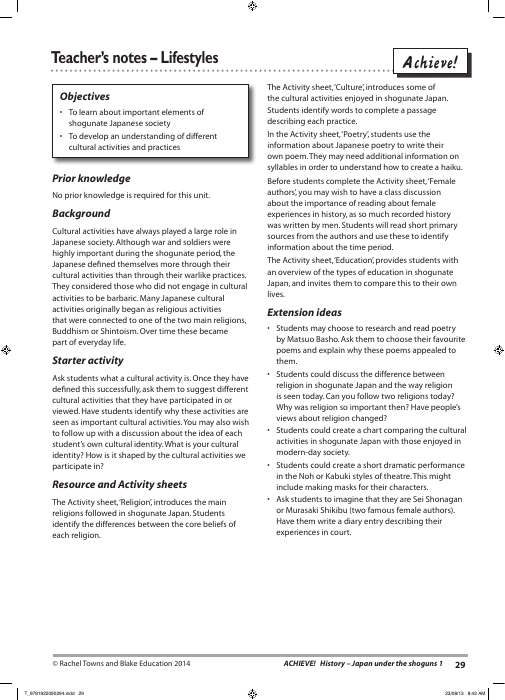 Teacher's notes – Lifestyles
Achieve!
Objectives
• To learn about important elements of
shogunate Japanese society
• To develop an understanding of different
cultural activities and practices
Prior knowledge
No prior knowledge is required for this unit.
Background
Cultural activities have always played a large role in
Japanese society. Although war and soldiers were
highly important during the shogunate period, the
Japanese defined themselves more through their
cultural activities than through their warlike practices.
They considered those who did not engage in cultural
activities to be barbaric. Many Japanese cultural
activities originally began as religious activities
that were connected to one of the two main religions,
Buddhism or Shintoism. Over time these became
part of everyday life.
Starter activity
Ask students what a cultural activity is. Once they have
defined this successfully, ask them to suggest different
cultural activities that they have participated in or
viewed. Have students identify why these activities are
seen as important cultural activities. You may also wish
to follow up with a discussion about the idea of each
student's own cultural identity. What is your cultural
identity? How is it shaped by the cultural activities we
participate in?
Resource and Activity sheets
The Activity sheet, 'Religion', introduces the main
religions followed in shogunate Japan. Students
identify the differences between the core beliefs of
each religion.
The Activity sheet, 'Culture', introduces some of
the cultural activities enjoyed in shogunate Japan.
Students identify words to complete a passage
describing each practice.
In the Activity sheet, 'Poetry', students use the
information about Japanese poetry to write their
own poem. They may need additional information on
syllables in order to understand how to create a haiku.
Before students complete the Activity sheet, 'Female
authors', you may wish to have a class discussion
about the importance of reading about female
experiences in history, as so much recorded history
was written by men. Students will read short primary
sources from the authors and use these to identify
information about the time period.
The Activity sheet, 'Education', provides students with
an overview of the types of education in shogunate
Japan, and invites them to compare this to their own
lives.
Extension ideas
• Students may choose to research and read poetry
by Matsuo Basho. Ask them to choose their favourite
poems and explain why these poems appealed to
them.
• Students could discuss the difference between
religion in shogunate Japan and the way religion
is seen today. Can you follow two religions today?
Why was religion so important then? Have people's
views about religion changed?
• Students could create a chart comparing the cultural
activities in shogunate Japan with those enjoyed in
modern-day society.
• Students could create a short dramatic performance
in the Noh or Kabuki styles of theatre. This might
include making masks for their characters.
• Ask students to imagine that they are Sei Shonagan
or Murasaki Shikibu (two famous female authors).
Have them write a diary entry describing their
experiences in court.
© Rachel Towns and Blake Education 2014
ACHIEVE! History – Japan under the shoguns 1 29
T_9781922090294.indd 29
23/08/13 8:42 AM